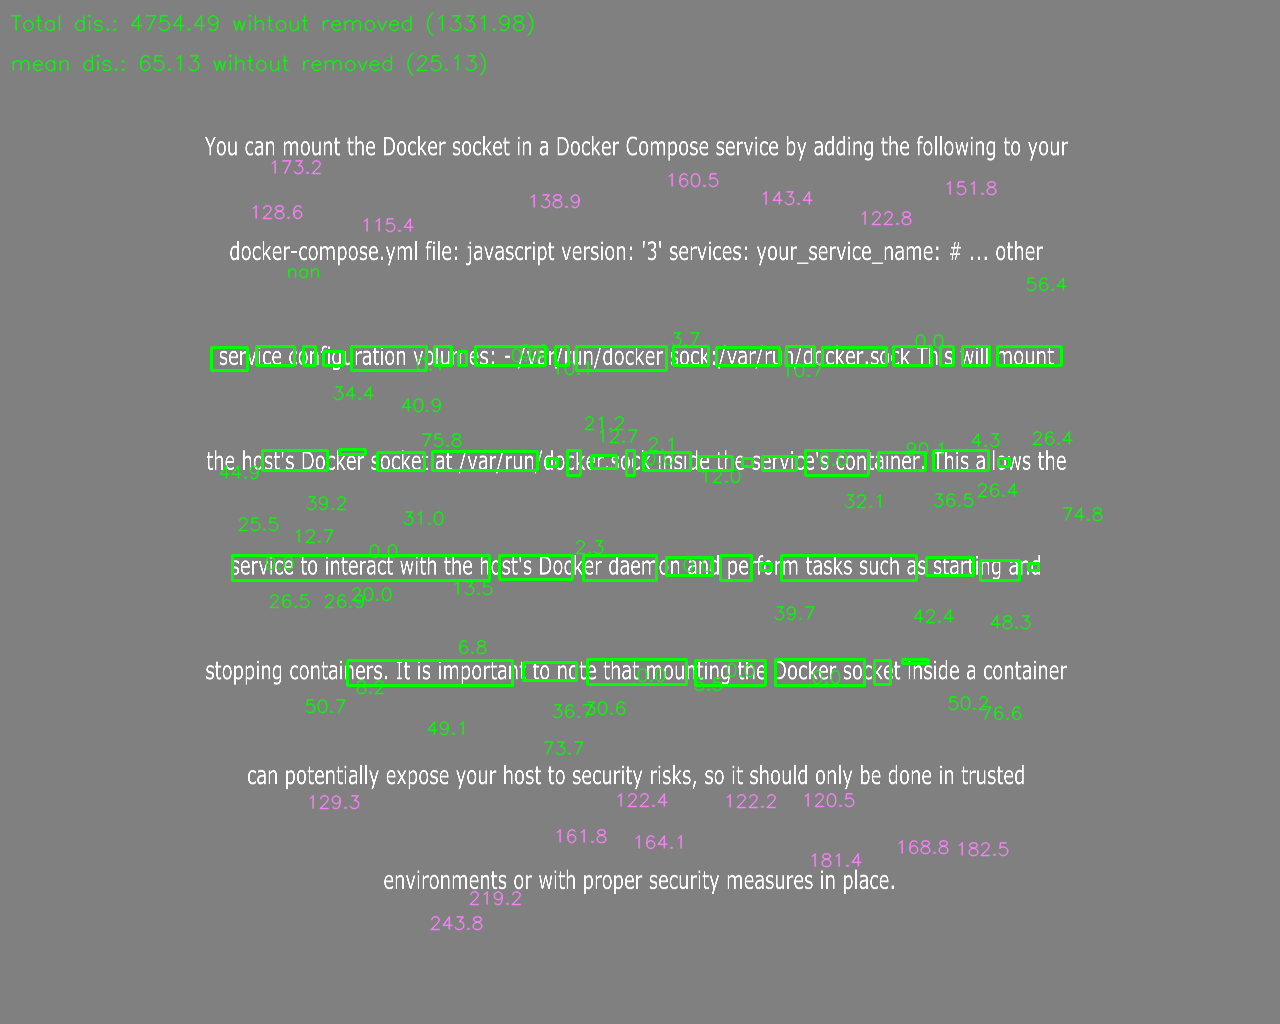 Total dis.: 4754.49 wihtout removed (1331.98)
mean dis.: 65.13 wihtout removed (25.13)
You can mount the Docker socket in a Docker Compose service by adding the following to your
173.2 160.5 151.8
128.6 115.4 138.9 143.4 122.8
docker-compose.yml file: javascript version: '3' services: your_service_name: # ... other
nan 56.4
3.7 0.0
service configuration volumes: - /var/run/docker.sock:/var/run/docker.sock This will mount
10.7
34.4 40.9
75.8 21.2 12.7 2.1 4.3 26.4
the host's Docker socket at /var/run/docker.sock inside the service's container. This allows the
44.9 12.0 26.4
39.2 31.0 32.1 36.5 74.8
25.5 12.7 0.0 2.3
service to interact with the host's Docker daemon and perform tasks such as starting and
26.5 26.9 20.0 13.5 39.7 42.4 48.3
6.8
stopping containers. It is important to note that mounting the Docker socket inside a container
6.2
50.7 49.1 36.7 30.6 50.2 76.6
73.7
can potentially expose your host to security risks, so it should only be done in trusted
129.3 122.4 122.2 120.5
161.8 164.1 181.4 168.8 182.5
environments or with proper security measures in place.
219.2
243.8